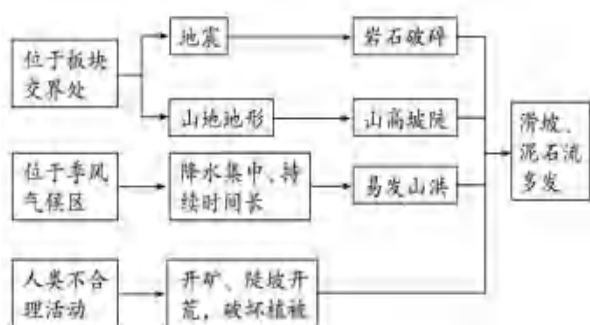 位于板块
交界处
地震
岩石破碎
山地地形
山高坡陡
位于季风
气候区
降水集中、持
续时间长
易发山洪
人类不合
理活动
开矿、陡坡开
荒,破坏植被
滑坡、
泥石流
多发